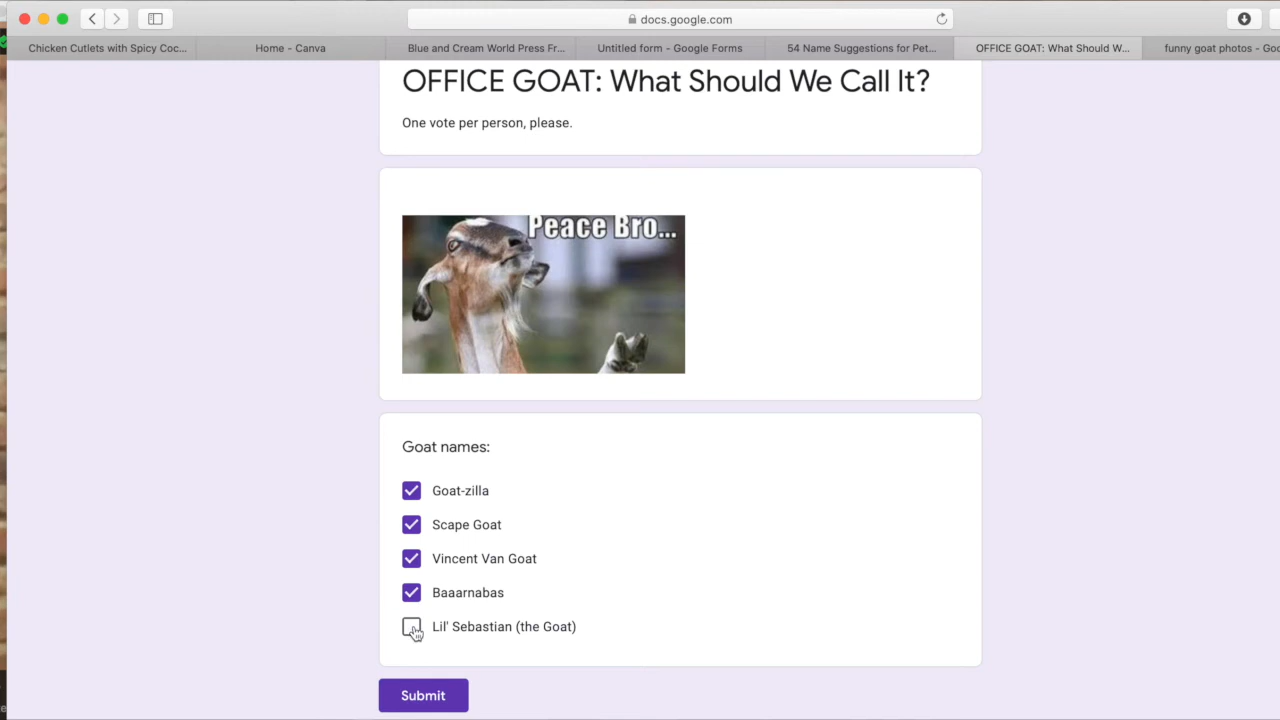 docs.google.com
Chicken Cutlets with Spicy Coc...
Home - Canva
Blue and Cream World Press Fr...
Untitled form - Google Forms
54 Name Suggestions for Pet...
OFFICE GOAT: What Should W...
funny goat photos - Go
OFFICE GOAT: What Should We Call It?
One vote per person, please.
Peace Bro...
Goat names:
Goat-zilla
Scape Goat
Vincent Van Goat
Baaarnabas
Lil' Sebastian (the Goat)
Submit